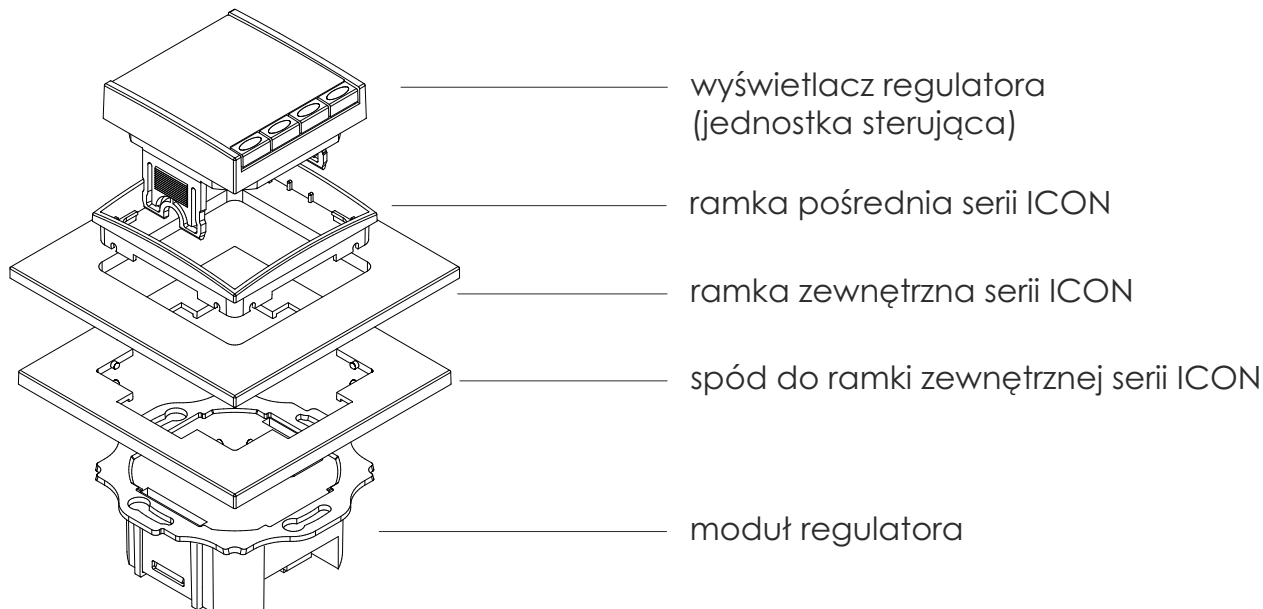 wyświetlacz regulatora
(jednostka sterująca)
ramka pośrednia serii ICON
ramka zewnętrzna serii ICON
spód do ramki zewnętrznej serii ICON
moduł regulatora